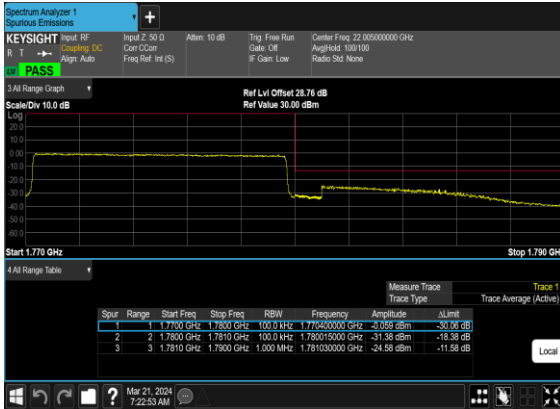 Spectrum Analyzer 1
Spurious Emissions
+
KEYSIGHT Input: RF Input Z: 50 Ω Atten: 10 dB Trig: Free Run Center Freq: 22.005000000 GHz
R T Coupling: DC Corr CCorr Gate: Off Avg|Hold: 100/100
Align: Auto Freq Ref: Int (S) IF Gain: Low Radio Std: None
PASS
3 All Range Graph
Ref Lvl Offset 28.76 dB
Scale/Div 10.0 dB Ref Value 30.00 dBm
Log
20.0
10.0
0.00
-10.0
-20.0
-30.0
-40.0
-50.0
-60.0
Start 1.770 GHz Stop 1.790 GH
4 All Range Table
Measure Trace Trace 1
Trace Type Trace Average (Active)
Spur Range Start Freq Stop Freq RBW Frequency Amplitude ΔLimit
1 1 1.7700 GHz 1.7800 GHz 100.0 kHz 1.770400000 GHz -0.059 dBm -30.06 dB
2 2 1.7800 GHz 1.7810 GHz 100.0 kHz 1.780015000 GHz -31.38 dBm -18.38 dB
3 3 1.7810 GHz 1.7900 GHz 1.000 MHz 1.781030000 GHz -24.58 dBm -11.58 dB
Local
? Mar 21, 2024
7:22:53 AM